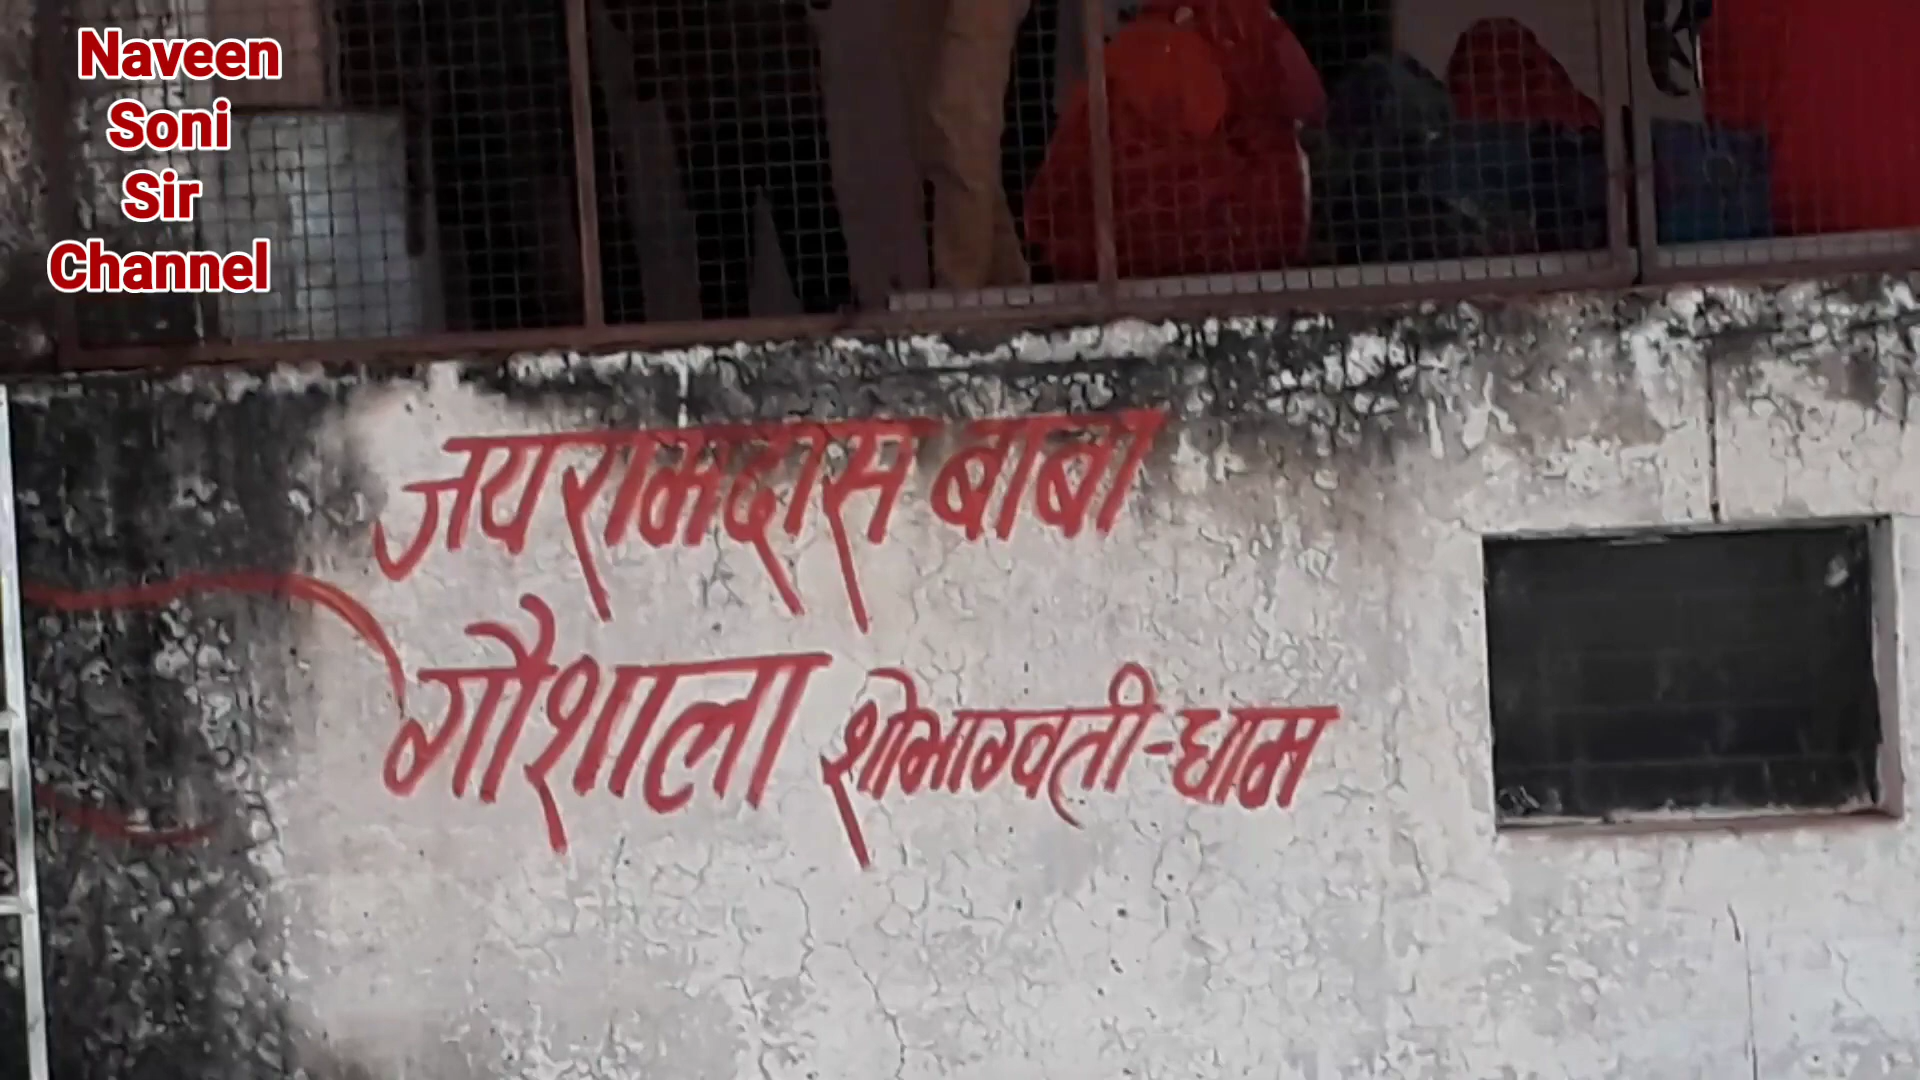 Naveen
Soni
Sir
Channel
जयरामदास बाबा
गौशाला शोभागवती-धाम